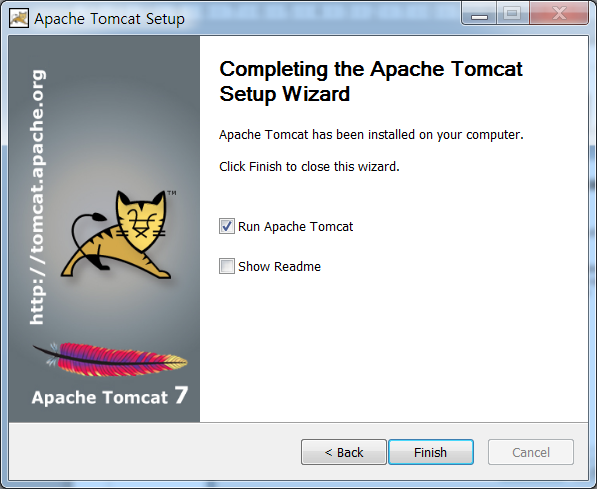 Apache Tomcat Setup
http://tomcat.apache.org
TM
Apache Tomcat 7
Completing the Apache Tomcat
Setup Wizard
Apache Tomcat has been installed on your computer.
Click Finish to close this wizard.
Run Apache Tomcat
Show Readme
< Back
Finish
Cancel